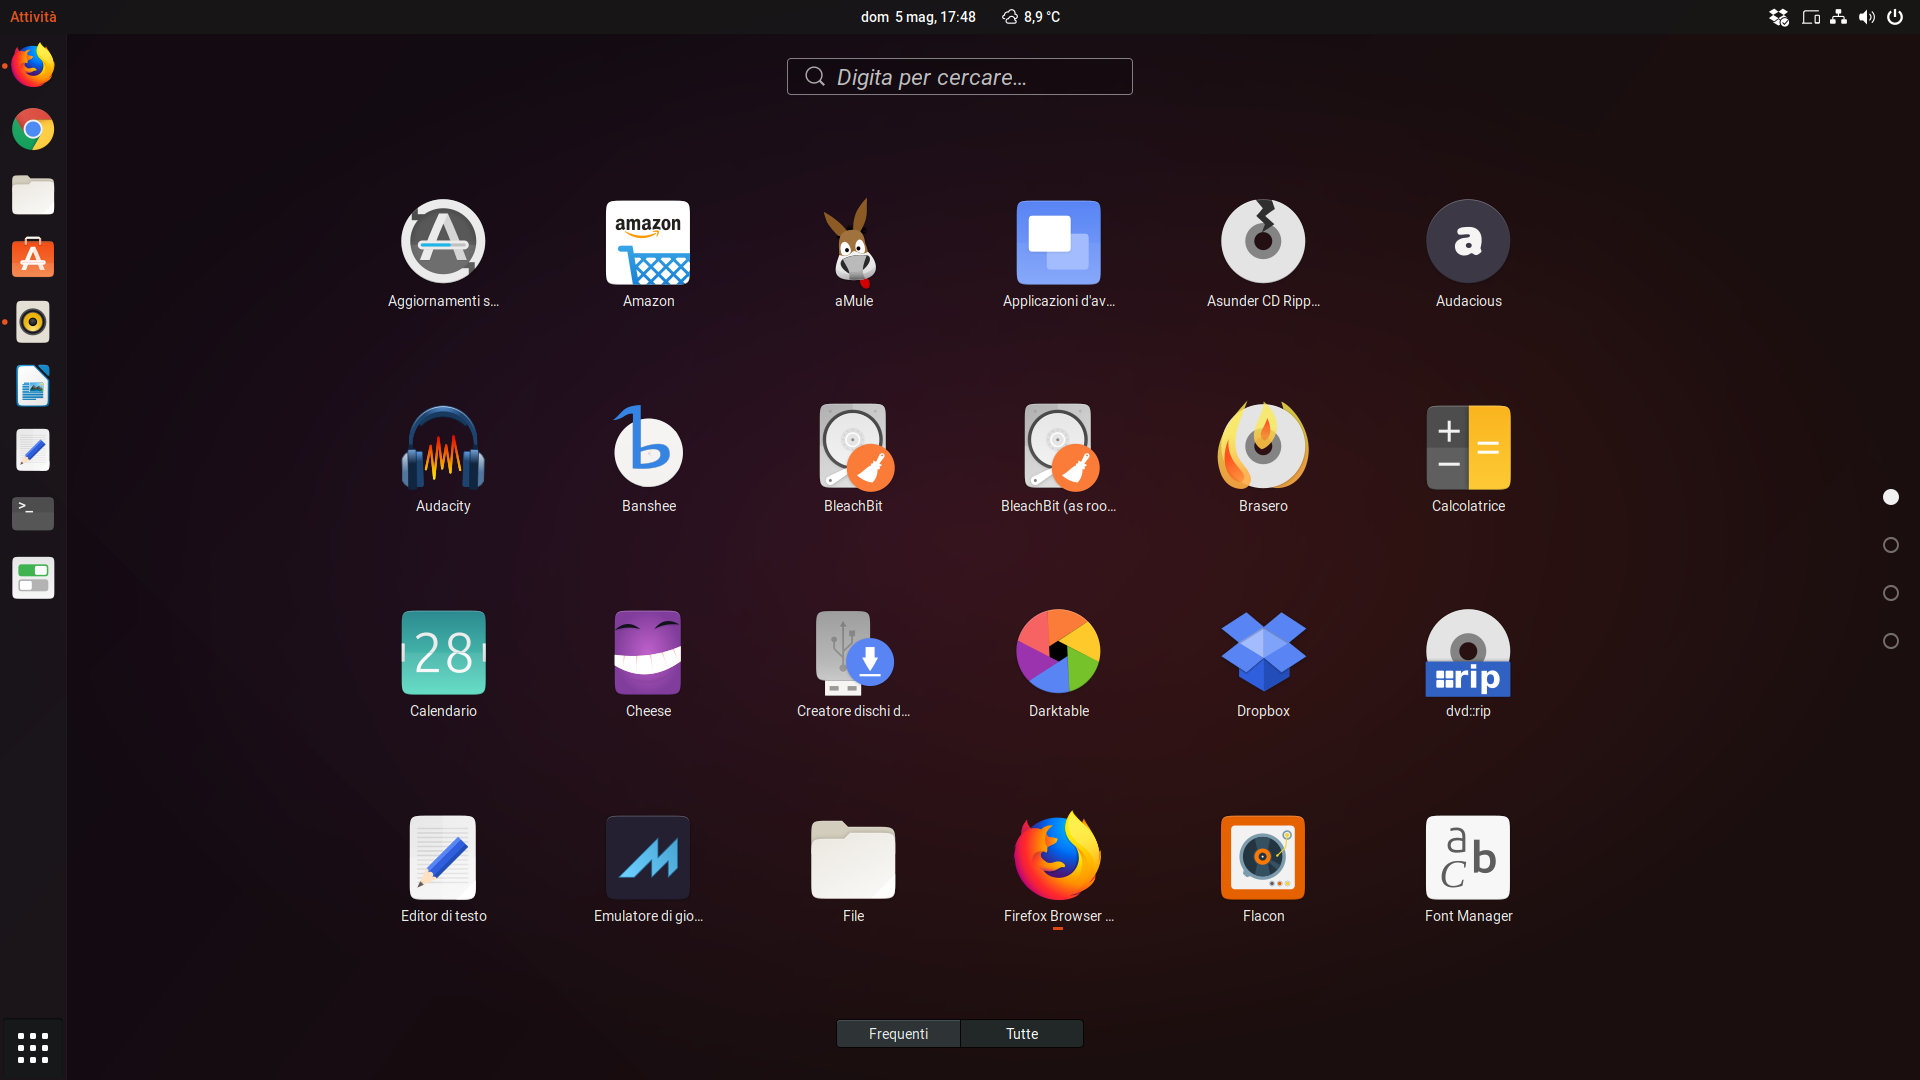 Attività
dom 5 mag, 17:48
8,9 °C
Digita per cercare...
amazon
a
Aggiornamenti s...
Amazon
aMule
Applicazioni d'av...
Asunder CD Ripp...
Audacious
b
+
−
=
>_
Audacity
Banshee
BleachBit
BleachBit (as roo...
Brasero
Calcolatrice
28
rip
Calendario
Cheese
Creatore dischi d...
Darktable
Dropbox
dvd::rip
a
b
C
Editor di testo
Emulatore di gio...
File
Firefox Browser ...
Flacon
Font Manager
Frequenti
Tutte